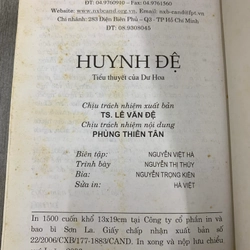 ĐT: 04.9760910 - Fax: 04.9760911
Website: www.nxbcand.org.vn Email: nxb-cand@fpt.vn
Chi nhánh: 283 Điện Biên Phủ - Q3 - TP Hồ Chí Minh
ĐT: 08.9309045
HUYNH ĐỆ
Tiểu thuyết của Dư Hoa
Chịu trách nhiệm xuất bản
TS. LÊ VĂN ĐỆ
Chịu trách nhiệm nội dung
PHÙNG THIÊN TÂN
Biên tập: NGUYỄN VIỆT HÀ
Trình bày NGUYỄN THỊ THỦY
Bìa: NGUYỄN TRỌNG KIÊN
Sửa in: HÀ VIỆT
In 1500 cuốn khổ 13x19cm tại Công ty cổ phần in và
bao bì Sơn La. Giấy chấp nhận xuất bản số
22/2006/CXB/177-1883/CAND. In xong và nộp lưu chiểu